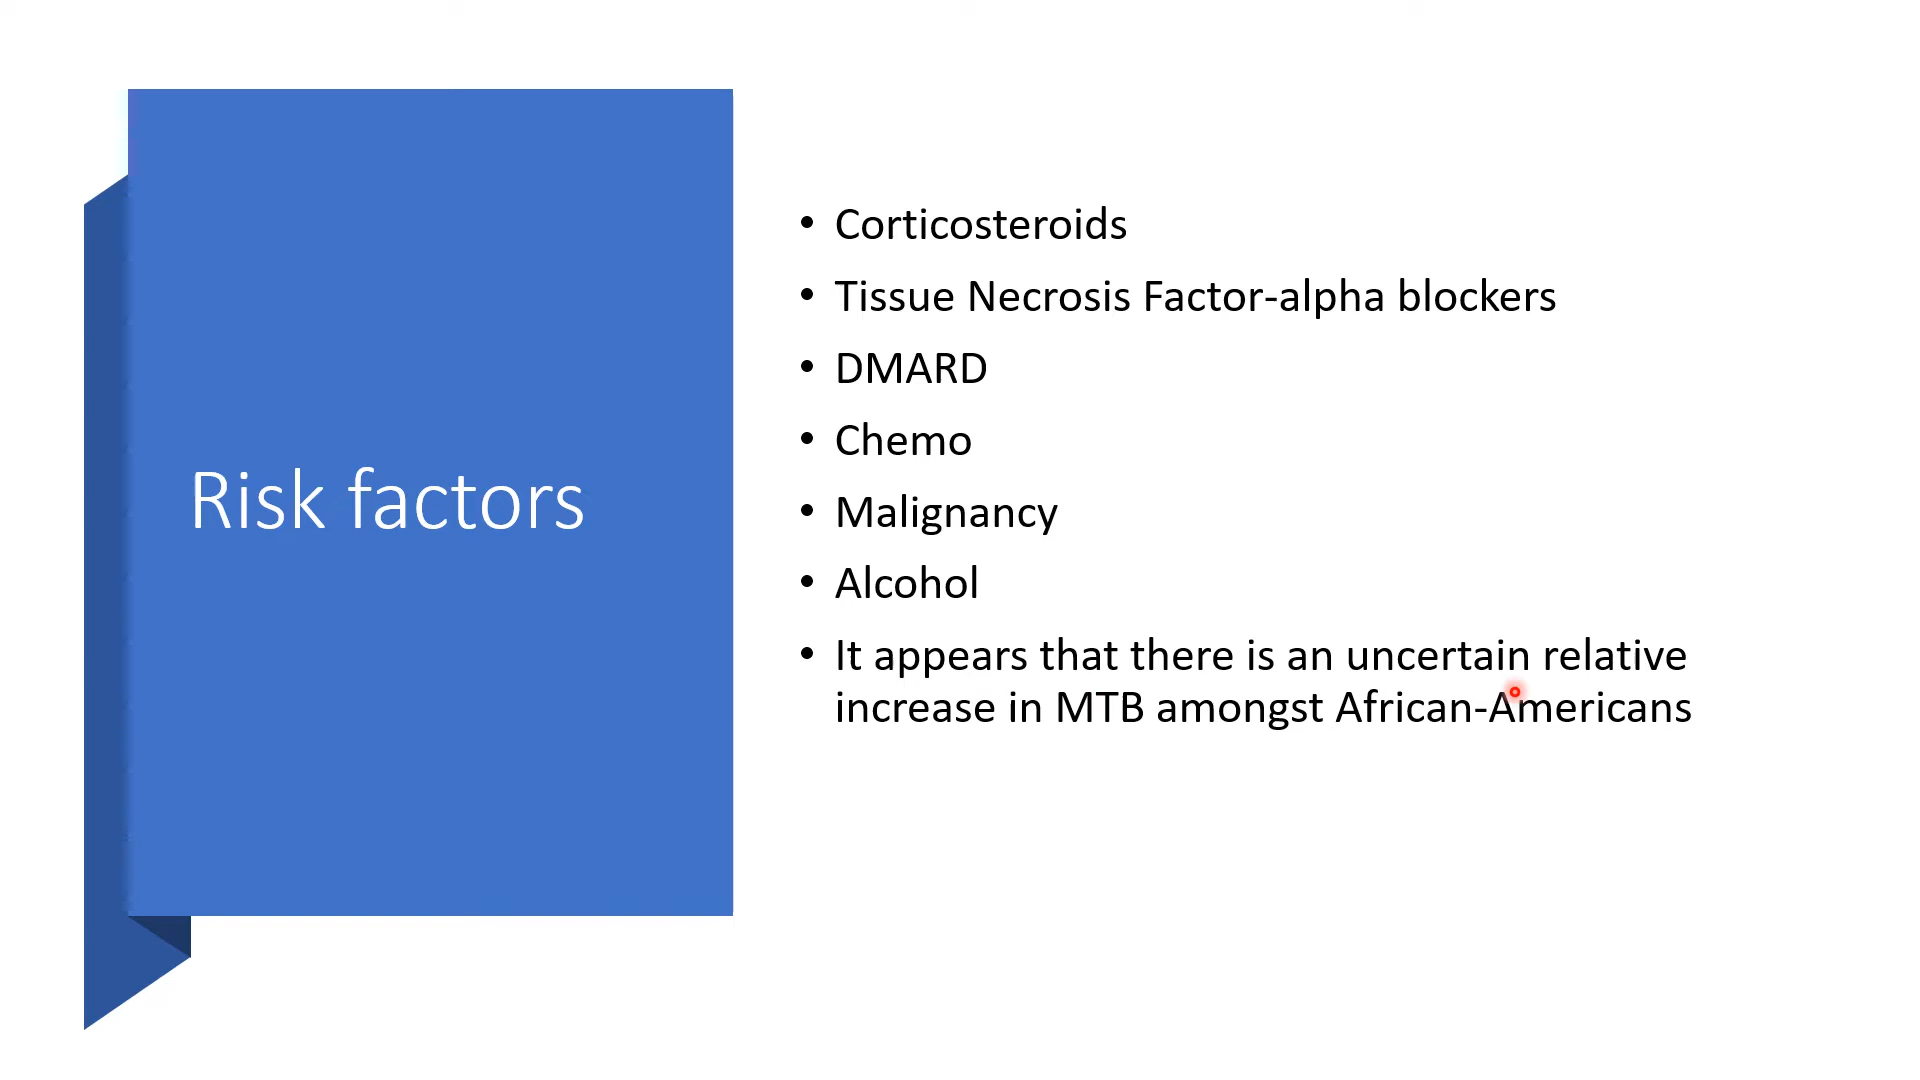 Risk factors
• Corticosteroids
• Tissue Necrosis Factor-alpha blockers
• DMARD
• Chemo
• Malignancy
• Alcohol
• It appears that there is an uncertain relative
increase in MTB amongst African-Americans